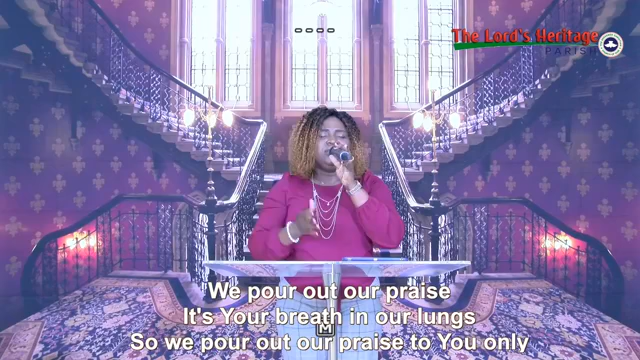 The Lord's Heritage
PARISH
We pour out our praise
It's Your breath in our lungs
So we pour out our praise to You only
M